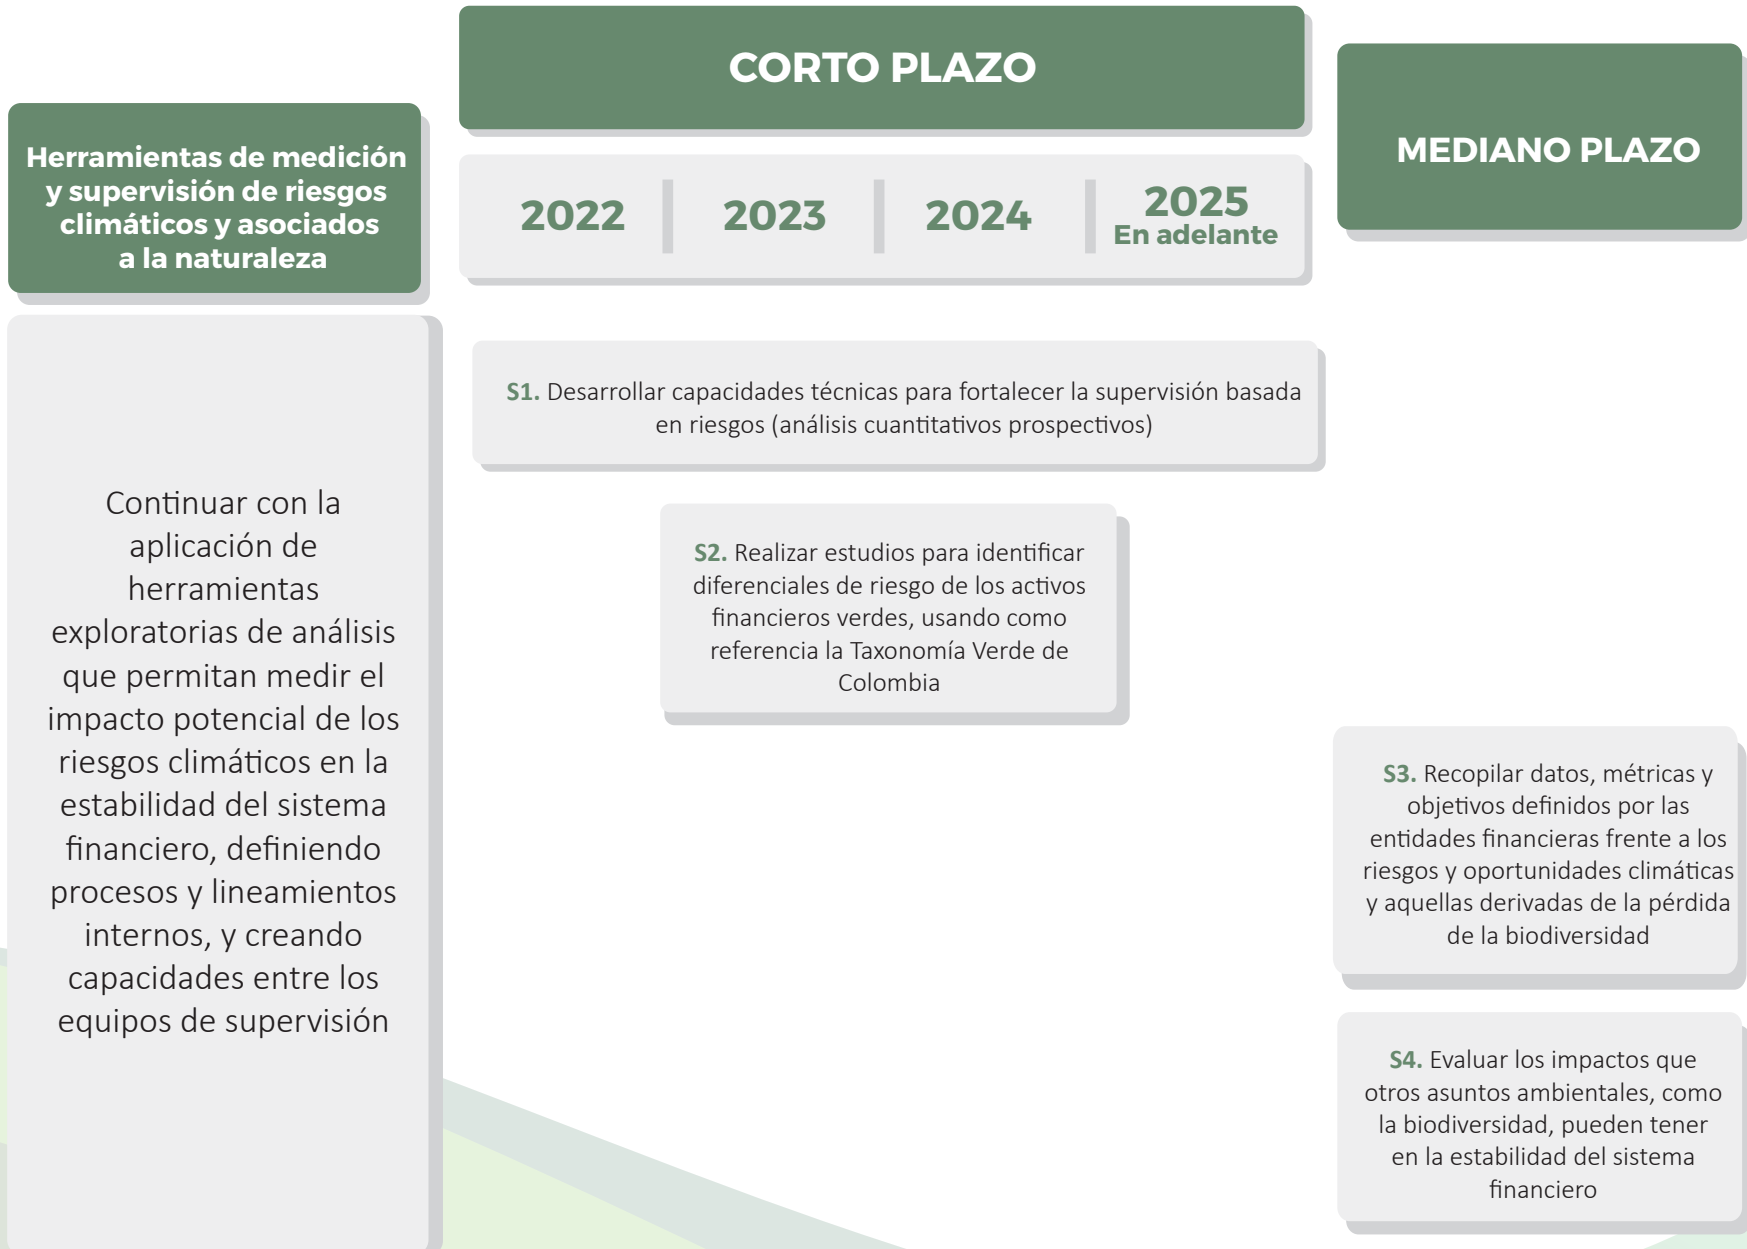 CORTO PLAZO
MEDIANO PLAZO
Herramientas de medición
y supervisión de riesgos
climáticos y asociados
a la naturaleza
2022
2023
2024
2025
En adelante
Continuar con la
aplicación de
herramientas
exploratorias de análisis
que permitan medir el
impacto potencial de los
riesgos climáticos en la
estabilidad del sistema
financiero, definiendo
procesos y lineamientos
internos, y creando
capacidades entre los
equipos de supervisión
S1. Desarrollar capacidades técnicas para fortalecer la supervisión basada
en riesgos (análisis cuantitativos prospectivos)
S2. Realizar estudios para identificar
diferenciales de riesgo de los activos
financieros verdes, usando como
referencia la Taxonomía Verde de
Colombia
S3. Recopilar datos, métricas y
objetivos definidos por las
entidades financieras frente a los
riesgos y oportunidades climáticas
y aquellas derivadas de la pérdida
de la biodiversidad
S4. Evaluar los impactos que
otros asuntos ambientales, como
la biodiversidad, pueden tener
en la estabilidad del sistema
financiero